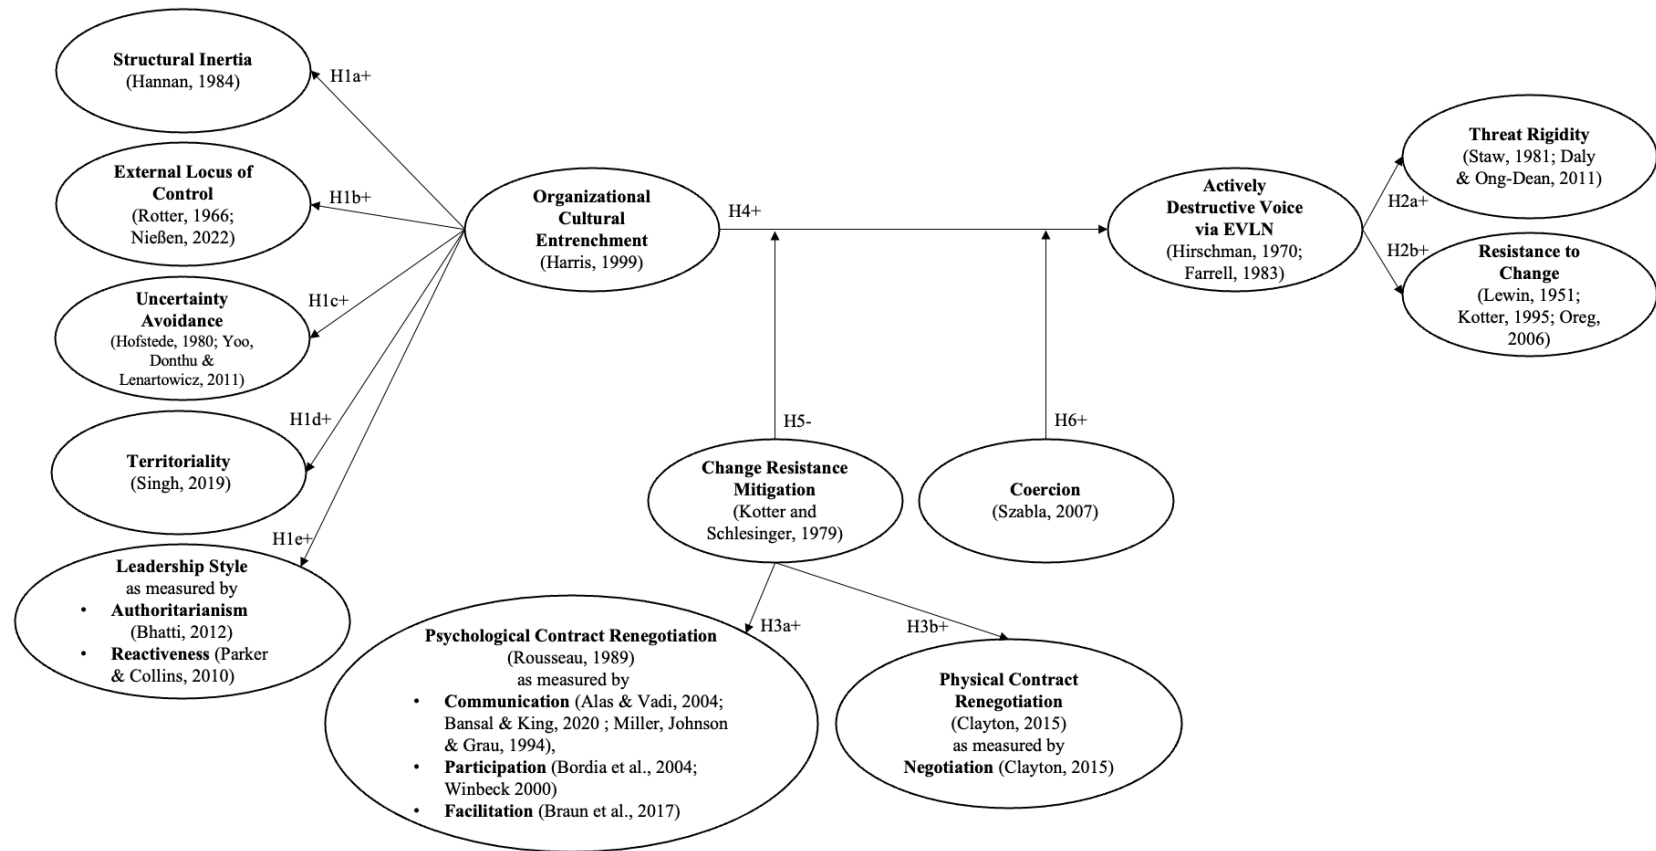 Structural Inertia
(Hannan, 1984)
H1a+
External Locus of
Control
(Rotter, 1966;
Nießen, 2022)
H1b+
Uncertainty
Avoidance
(Hofstede, 1980; Yoo,
Donthu &
Lenartowicz, 2011)
H1c+
Territoriality
(Singh, 2019)
H1d+
Leadership Style
as measured by
• Authoritarianism
(Bhatti, 2012)
• Reactiveness (Parker
& Collins, 2010)
H1e+
Organizational
Cultural
Entrenchment
(Harris, 1999)
H4+
Actively
Destructive Voice
via EVLN
(Hirschman, 1970;
Farrell, 1983)
H2a+
Threat Rigidity
(Staw, 1981; Daly
& Ong-Dean, 2011)
H2b+
Resistance to
Change
(Lewin, 1951;
Kotter, 1995; Oreg,
2006)
H5-
Change Resistance
Mitigation
(Kotter and
Schlesinger, 1979)
H6+
Coercion
(Szabla, 2007)
H3a+
Psychological Contract Renegotiation
(Rousseau, 1989)
as measured by
• Communication (Alas & Vadi, 2004;
Bansal & King, 2020 ; Miller, Johnson
& Grau, 1994),
• Participation (Bordia et al., 2004;
Winbeck 2000)
• Facilitation (Braun et al., 2017)
H3b+
Physical Contract
Renegotiation
(Clayton, 2015)
as measured by
Negotiation (Clayton, 2015)